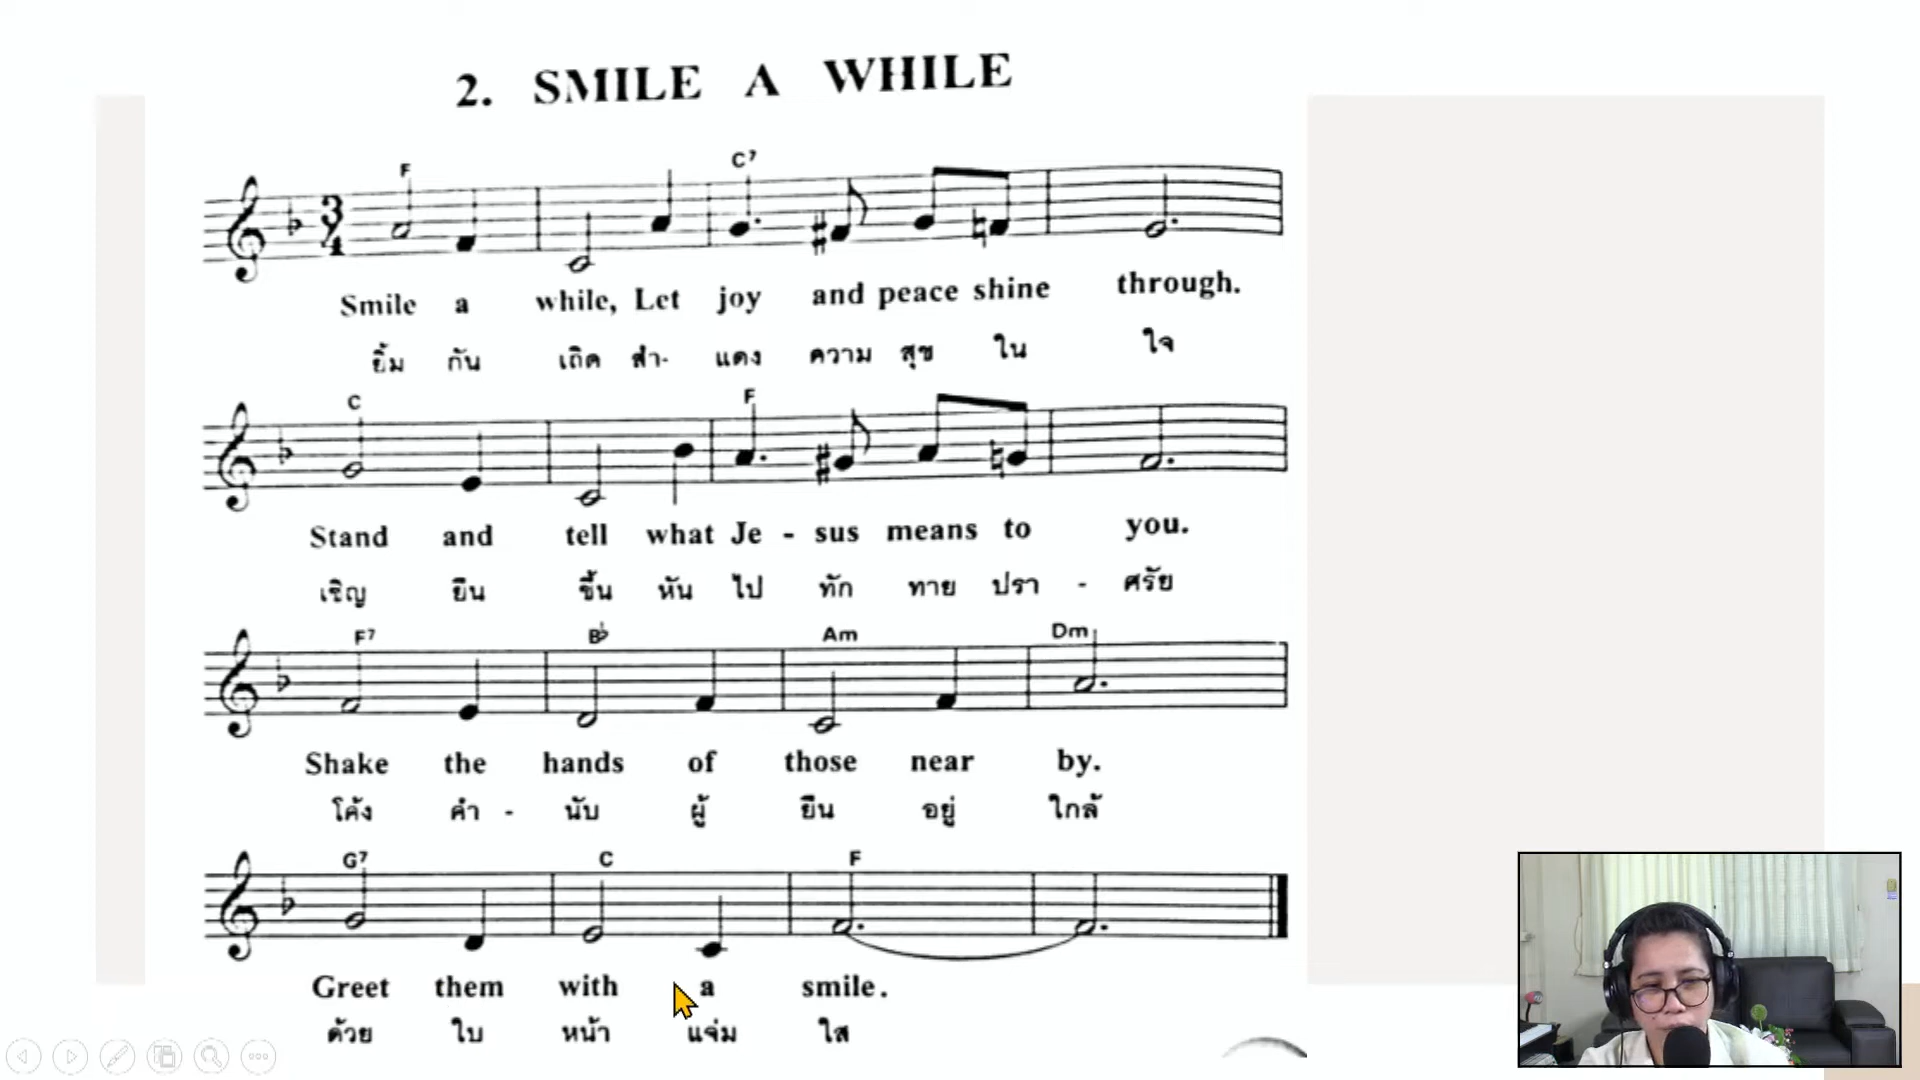 2. SMILE A WHILE
F C7
3
4
Smile a while, Let joy and peace shine through.
ยิ้ม กัน เถิด สำ- แดง ความ สุข ใน ใจ
C F
Stand and tell what Je - sus means to you.
เชิญ ยืน ขึ้น หัน ไป ทัก ทาย ปรา - ศรัย
F7 B♭ Am Dm
Shake the hands of those near by.
โค้ง คำ - นับ ผู้ ยืน อยู่ ใกล้
G7 C F
Greet them with a smile.
ด้วย ใบ หน้า แจ่ม ใส